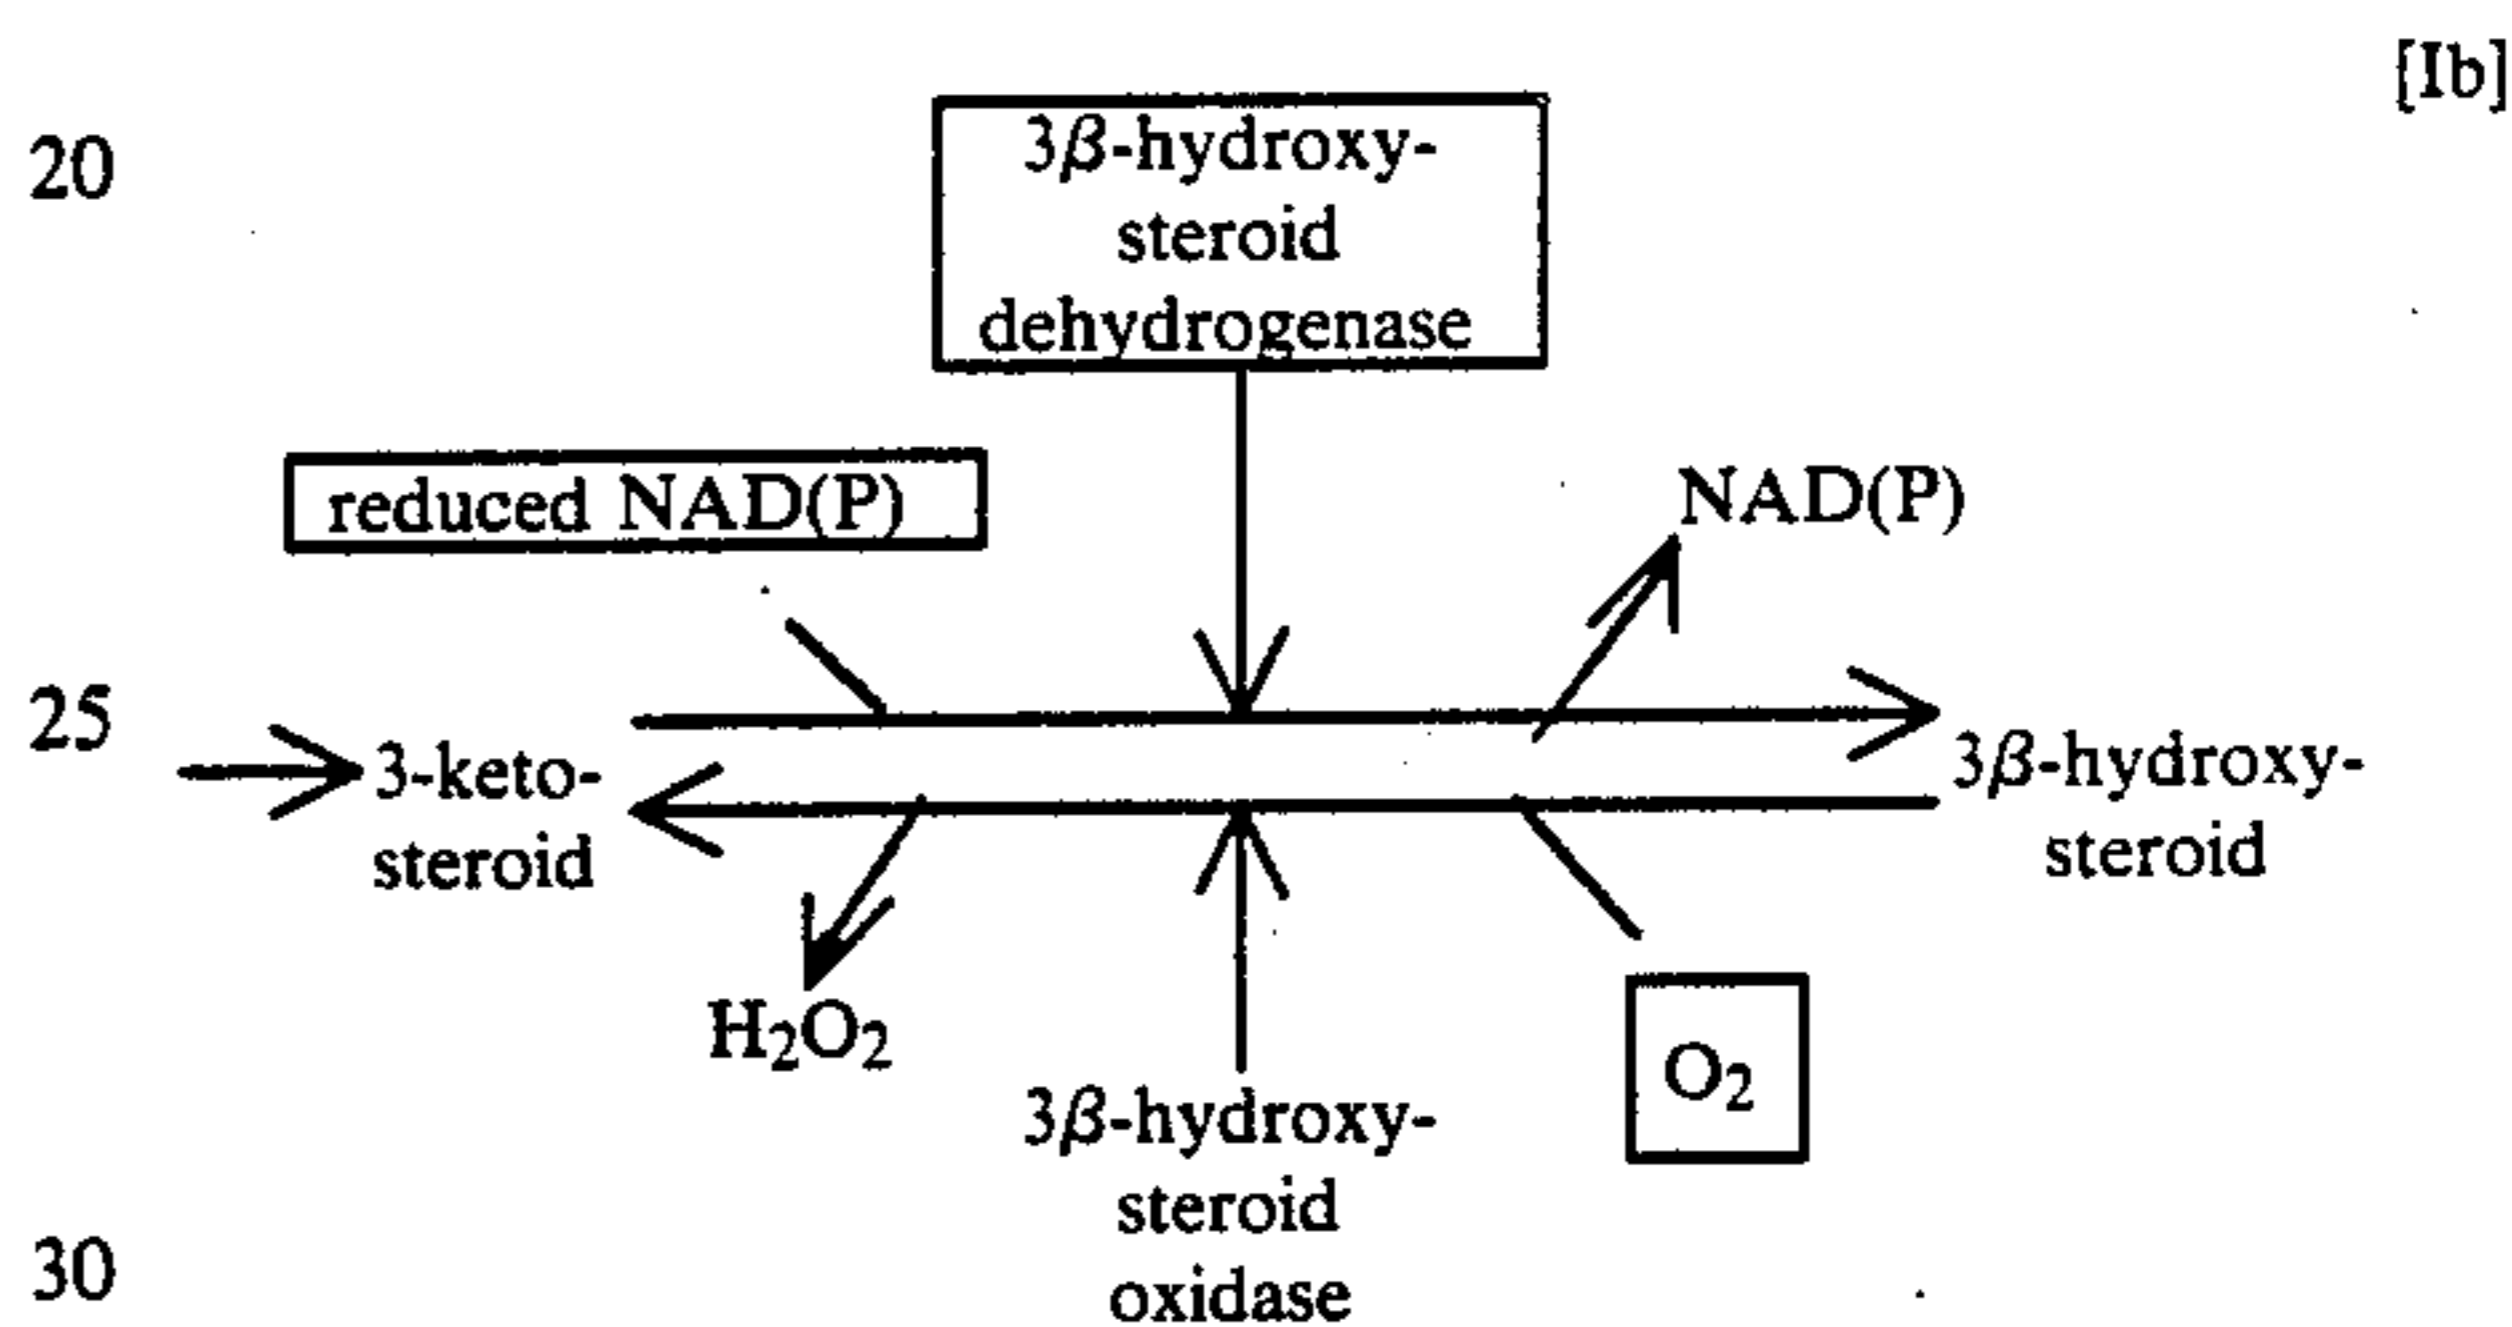 [Ib]
20
3β-hydroxy-
steroid
dehydrogenase
reduced NAD(P)
NAD(P)
25
3-keto-
steroid
3β-hydroxy-
steroid
H₂O₂
O₂
3β-hydroxy-
steroid
oxidase
30